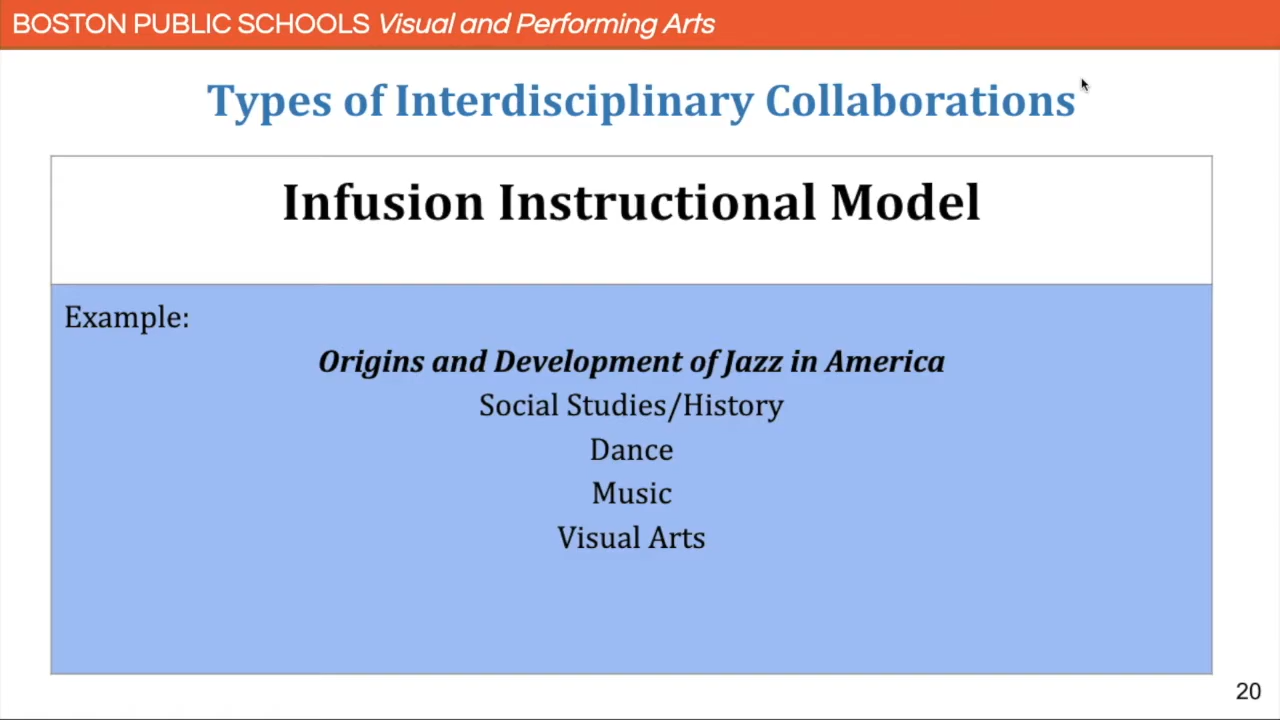 BOSTON PUBLIC SCHOOLS Visual and Performing Arts
Types of Interdisciplinary Collaborations
Infusion Instructional Model
Example:
Origins and Development of Jazz in America
Social Studies/History
Dance
Music
Visual Arts
20